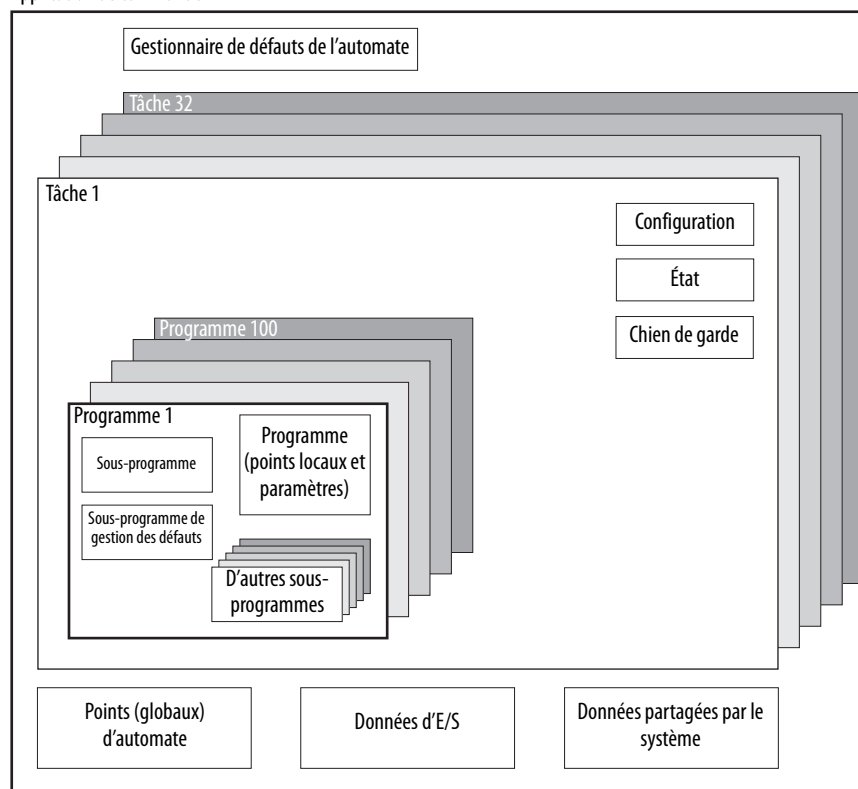 Gestionnaire de défauts de l’automate
Tâche 32
Tâche 1
Configuration
État
Chien de garde
Programme 100
Programme 1
Sous-programme
Programme
(points locaux et
paramètres)
Sous-programme de
gestion des défauts
D’autres sous-
programmes
Points (globaux)
d’automate
Données d’E/S
Données partagées par le
système